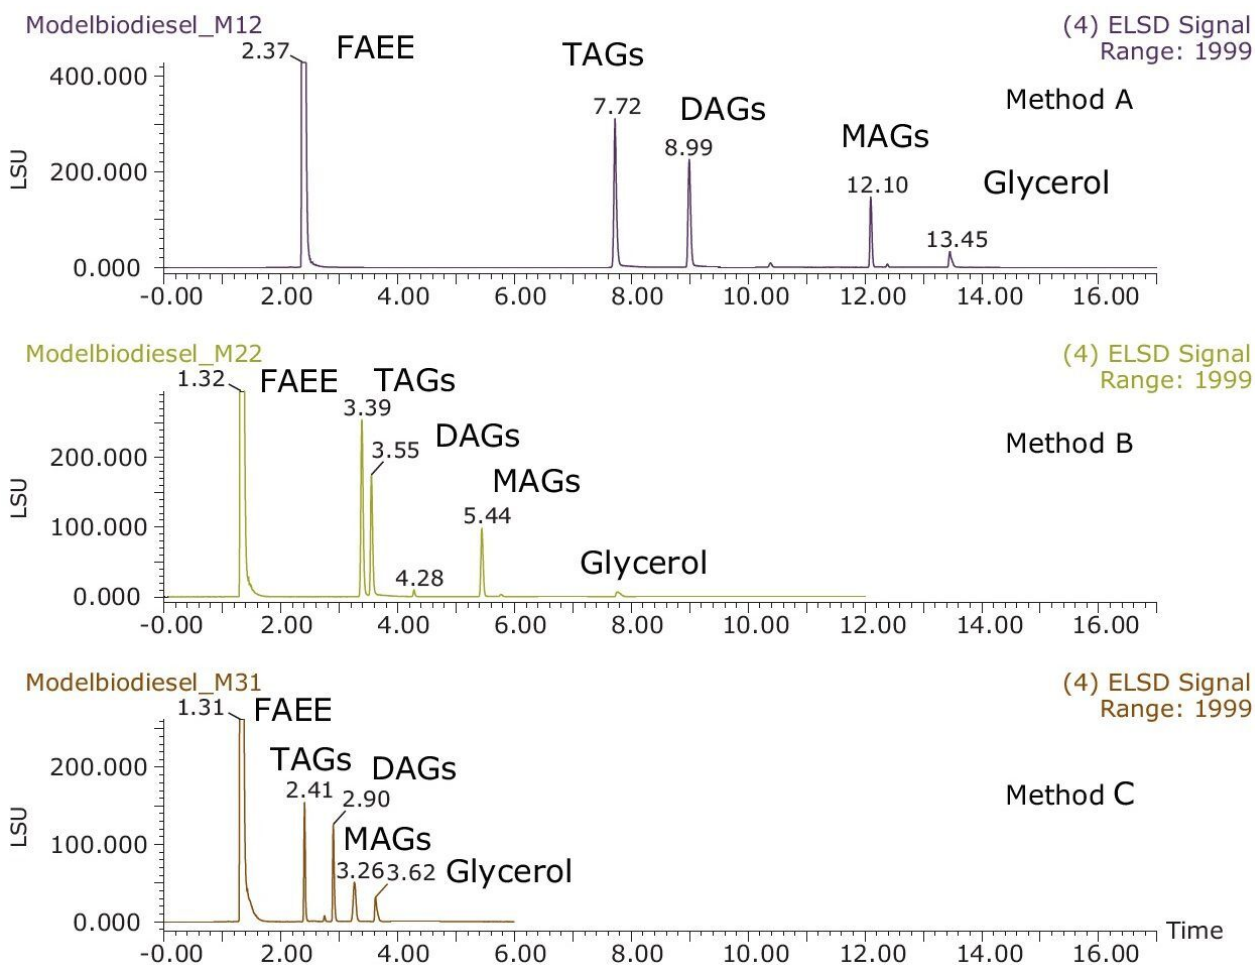 Modelbiodiesel_M12
(4) ELSD Signal
Range: 1999
2.37
FAEE
TAGs
7.72
DAGs
8.99
MAGs
12.10
Glycerol
13.45
Method A
LSU
400.000
200.000
0.000
-0.00 2.00 4.00 6.00 8.00 10.00 12.00 14.00 16.00
Modelbiodiesel_M22
(4) ELSD Signal
Range: 1999
1.32
FAEE
TAGs
3.39
3.55
DAGs
4.28
MAGs
5.44
Glycerol
Method B
LSU
200.000
100.000
0.000
-0.00 2.00 4.00 6.00 8.00 10.00 12.00 14.00 16.00
Modelbiodiesel_M31
(4) ELSD Signal
Range: 1999
1.31
FAEE
TAGs
2.41
DAGs
2.90
MAGs
3.26
3.62
Glycerol
Method C
LSU
200.000
100.000
0.000
Time
-0.00 2.00 4.00 6.00 8.00 10.00 12.00 14.00 16.00